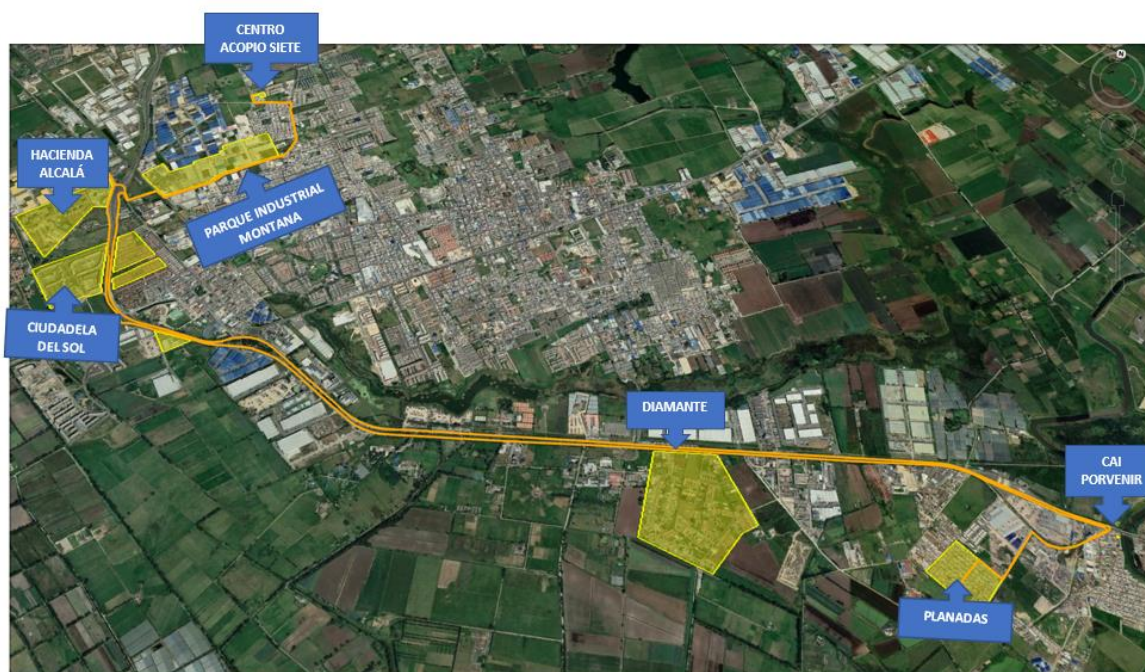 CENTRO
ACOPIO SIETE
HACIENDA
ALCALÁ
PARQUE INDUSTRIAL
MONTANA
CIUDADELA
DEL SOL
DIAMANTE
CAI
PORVENIR
PLANADAS
N